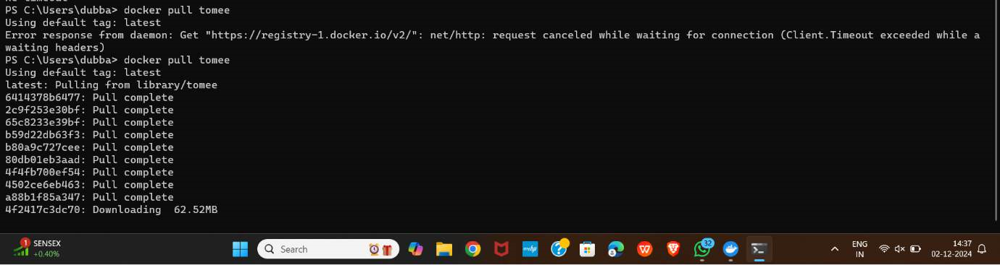 PS C:\Users\dubba> docker pull tomee
Using default tag: latest
Error response from daemon: Get "https://registry-1.docker.io/v2/": net/http: request canceled while waiting for connection (Client.Timeout exceeded while a
waiting headers)
PS C:\Users\dubba> docker pull tomee
Using default tag: latest
latest: Pulling from library/tomee
6414378b6477: Pull complete
2c9f253e30bf: Pull complete
65c8233e39bf: Pull complete
b59d22db63f3: Pull complete
b80a9c727cee: Pull complete
80db01eb3aad: Pull complete
4f4fb700ef54: Pull complete
4502ce6eb463: Pull complete
a88b1f85a347: Pull complete
4f2417c3dc70: Downloading  62.52MB
1
SENSEX
+0.40%
Search
myhp
32
ENG
IN
14:37
02-12-2024